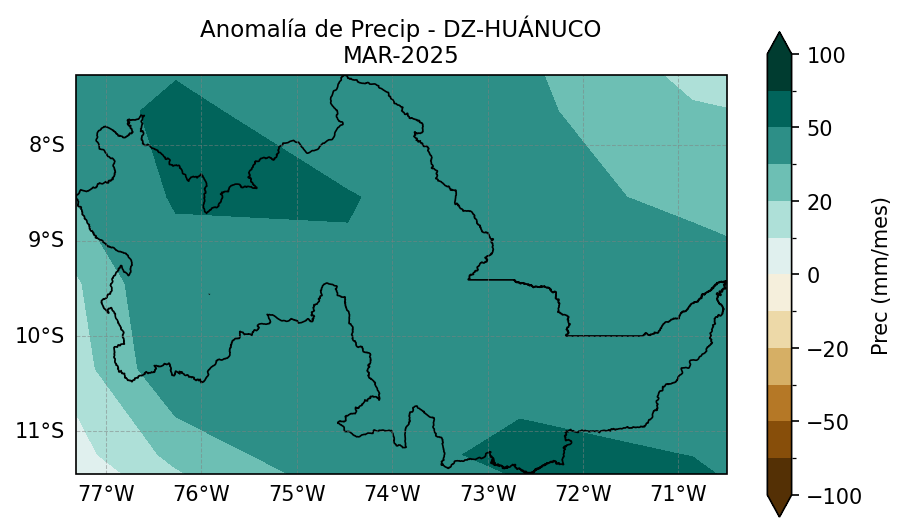 Anomalía de Precip - DZ-HUÁNUCO
MAR-2025
8°S
9°S
10°S
11°S
77°W 76°W 75°W 74°W 73°W 72°W 71°W
100
50
20
0
−20
−50
−100
Prec (mm/mes)